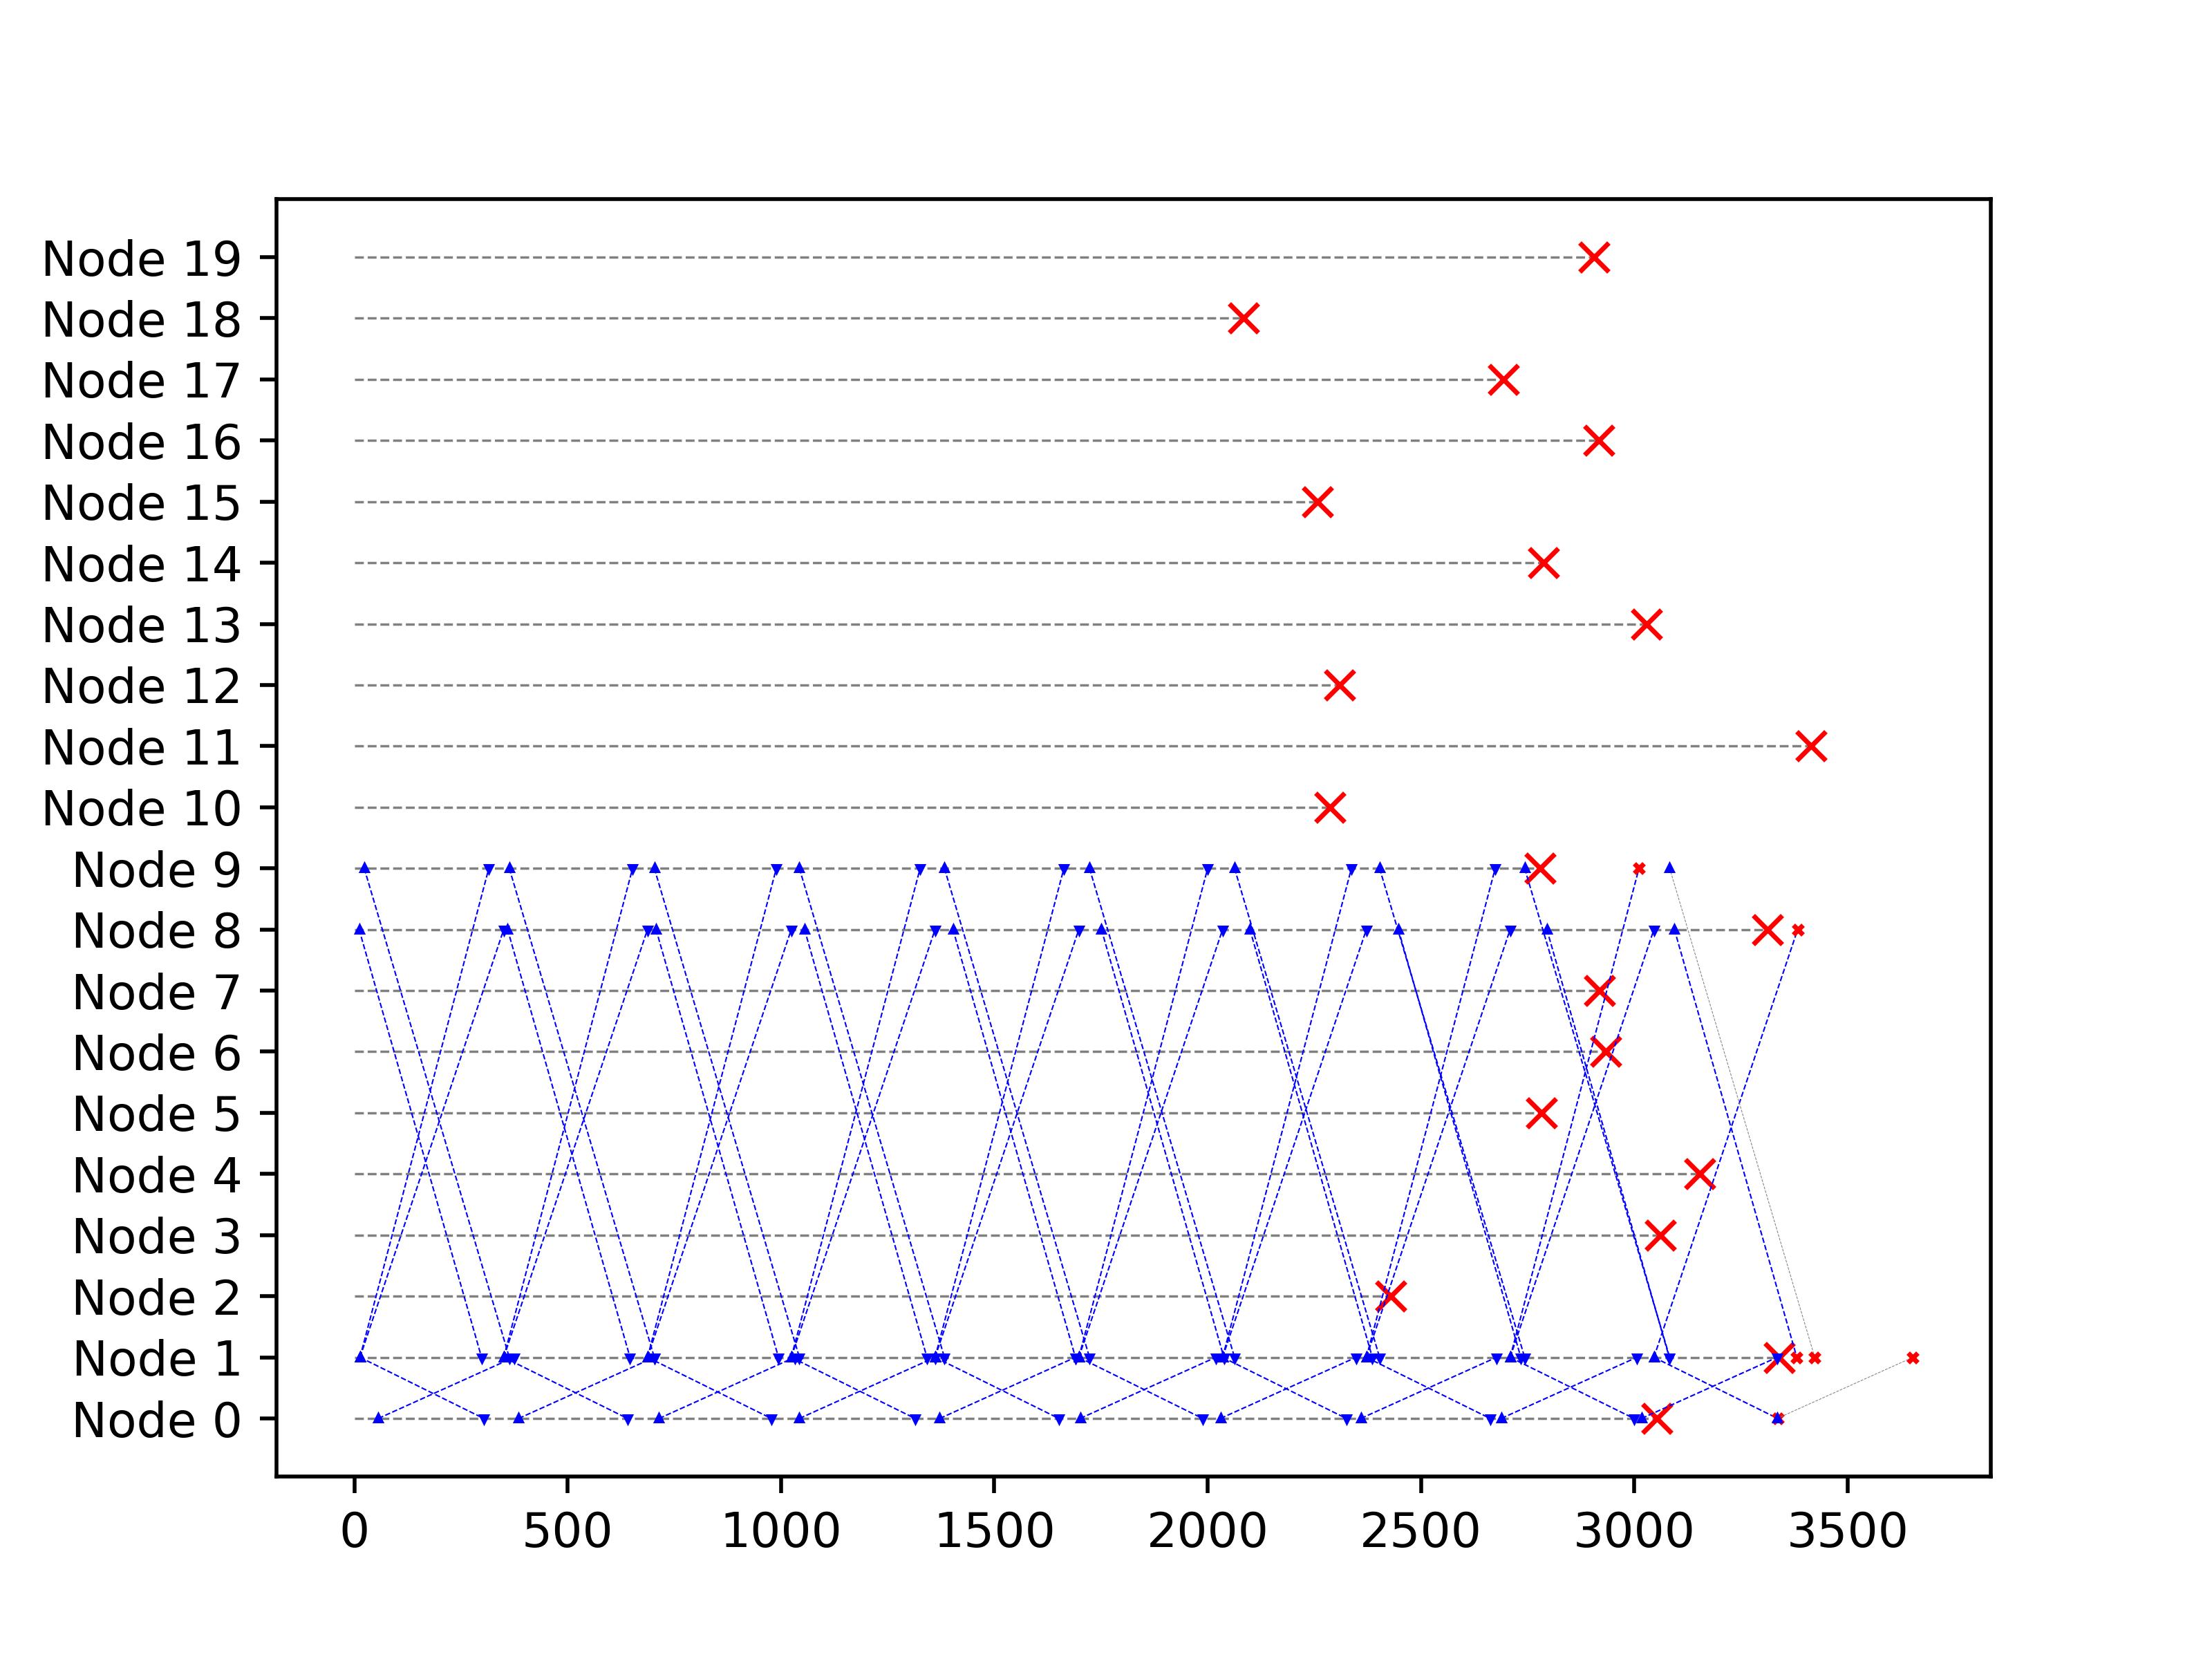 Node 19
Node 18
Node 17
Node 16
Node 15
Node 14
Node 13
Node 12
Node 11
Node 10
Node 9
Node 8
Node 7
Node 6
Node 5
Node 4
Node 3
Node 2
Node 1
Node 0
0 500 1000 1500 2000 2500 3000 3500